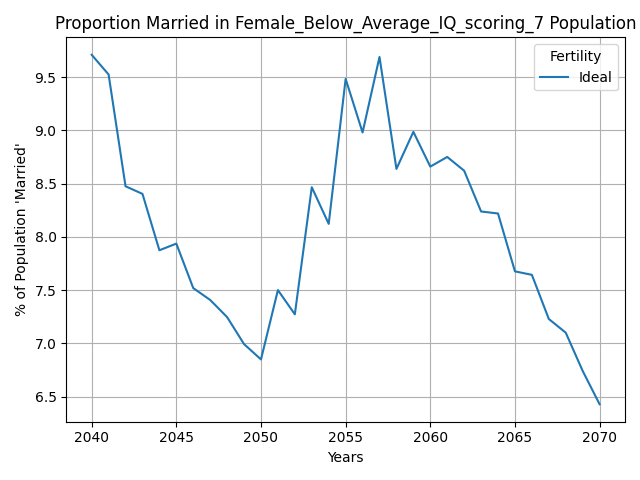 Proportion Married in Female_Below_Average_IQ_scoring_7 Population
Fertility
Ideal
% of Population 'Married'
9.5
9.0
8.5
8.0
7.5
7.0
6.5
2040 2045 2050 2055 2060 2065 2070
Years